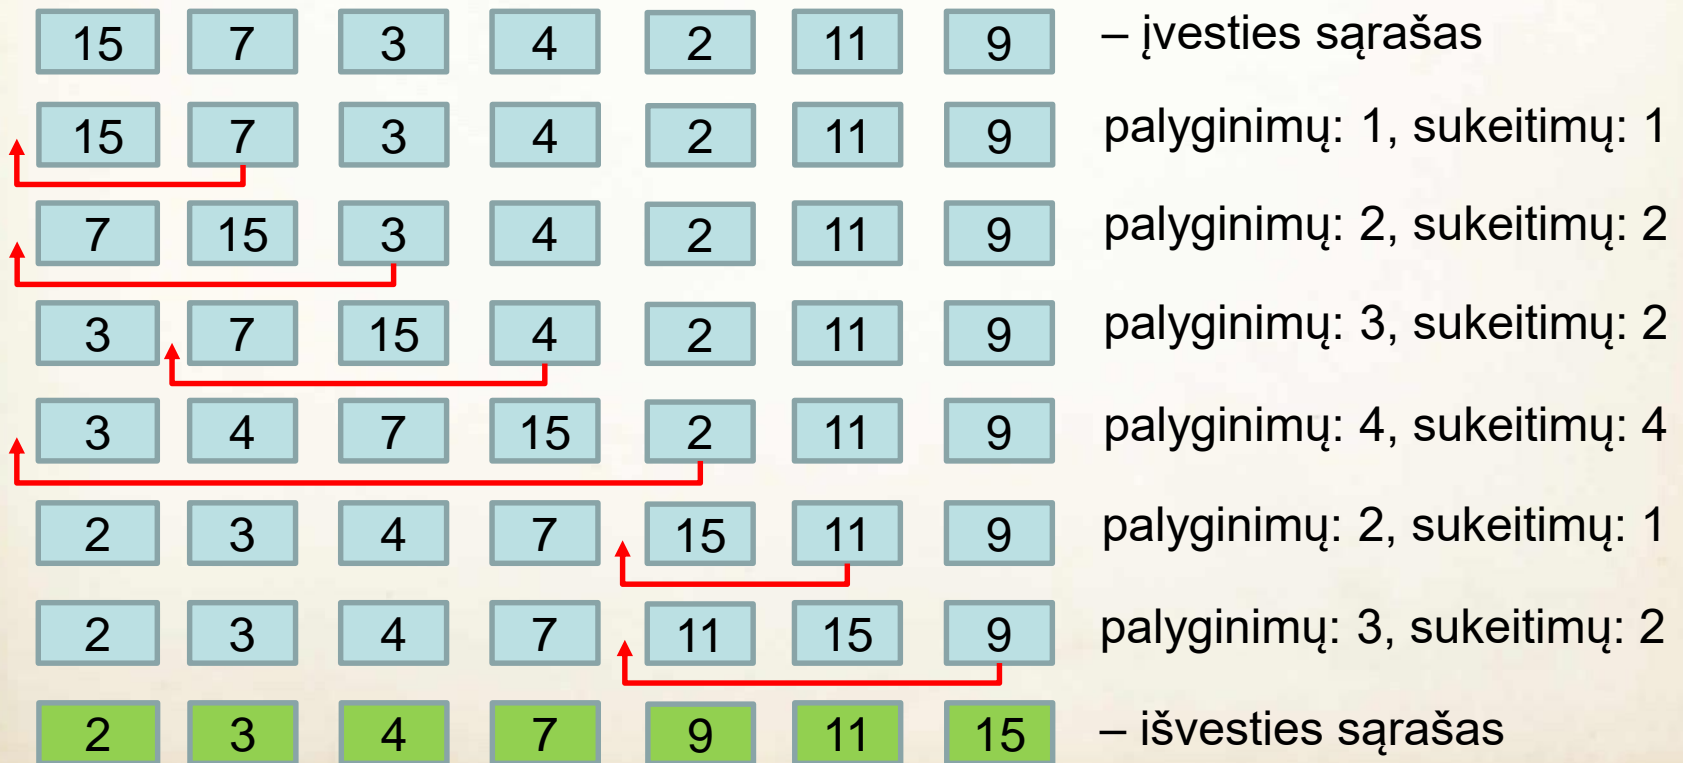 15 7 3 4 2 11 9 – įvesties sąrašas
15 7 3 4 2 11 9 palyginimų: 1, sukeitimų: 1
7 15 3 4 2 11 9 palyginimų: 2, sukeitimų: 2
3 7 15 4 2 11 9 palyginimų: 3, sukeitimų: 2
3 4 7 15 2 11 9 palyginimų: 4, sukeitimų: 4
2 3 4 7 15 11 9 palyginimų: 2, sukeitimų: 1
2 3 4 7 11 15 9 palyginimų: 3, sukeitimų: 2
2 3 4 7 9 11 15 – išvesties sąrašas